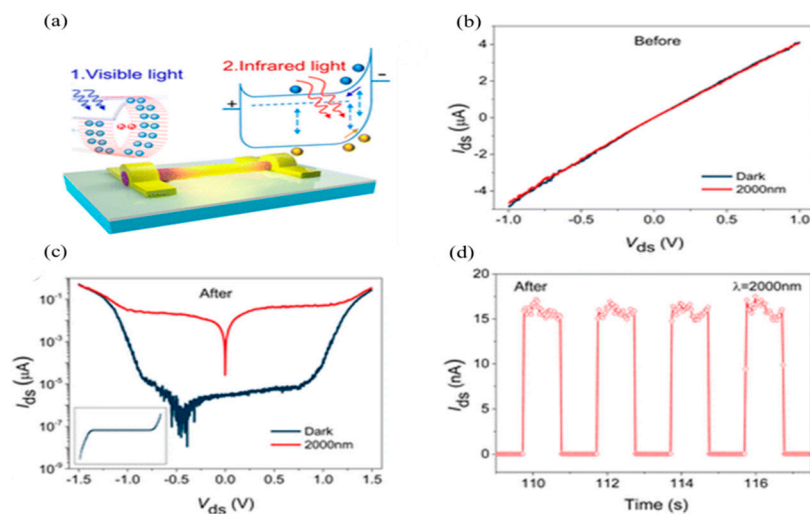 (a)
1.Visible light
2.Infrared light
+
-
(b)
Before
4
2
0
-2
-4
Ids (μA)
Dark
2000nm
-1.0
-0.5
0.0
0.5
1.0
Vds (V)
(c)
After
10⁻¹
10⁻³
10⁻⁵
10⁻⁷
10⁻⁹
Ids (μA)
Dark
2000nm
-1.5
-1.0
-0.5
0.0
0.5
1.0
1.5
Vds (V)
(d)
After
λ=2000nm
20
15
10
5
0
Ids (nA)
110
112
114
116
Time (s)